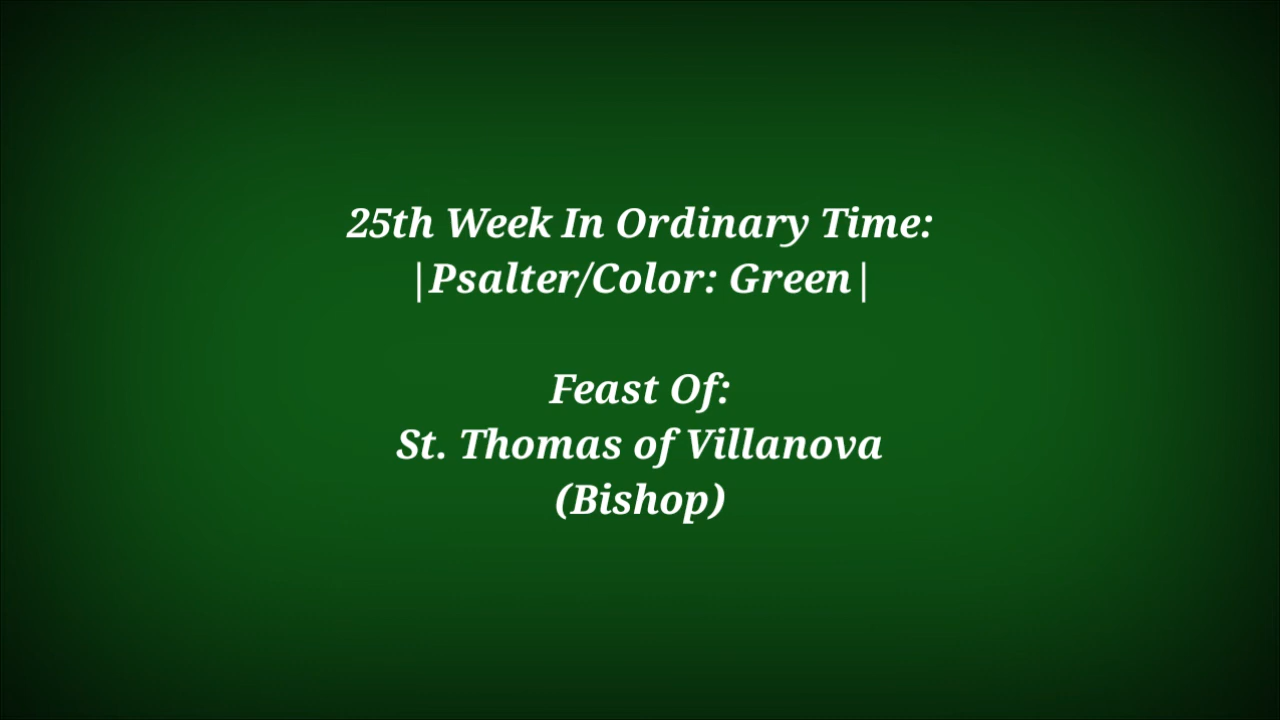 25th Week In Ordinary Time:
|Psalter/Color: Green|
Feast Of:
St. Thomas of Villanova
(Bishop)